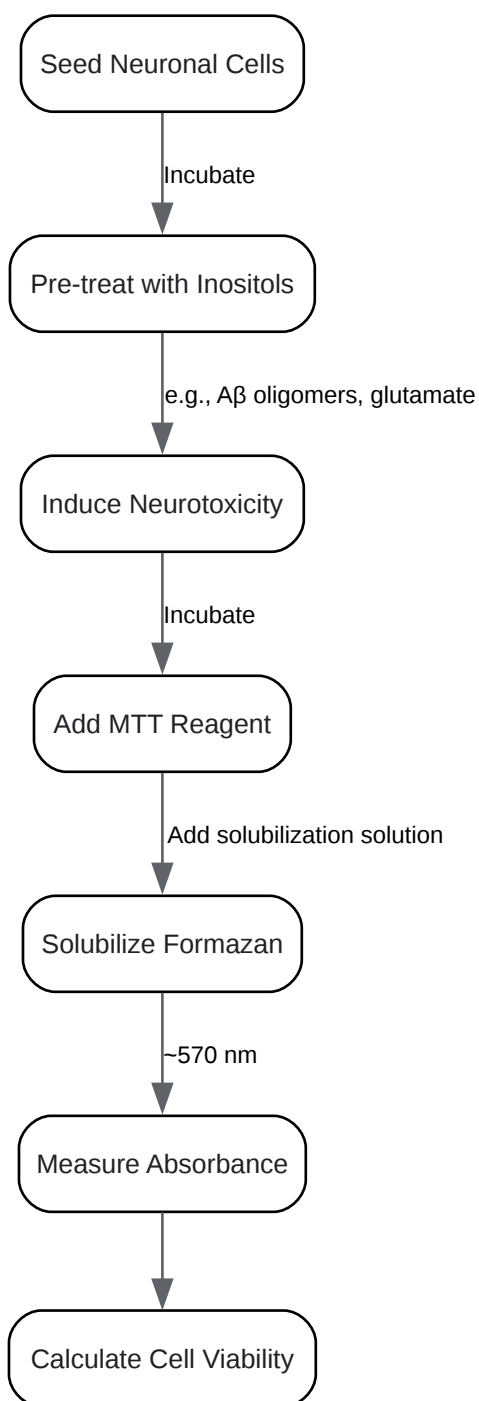 Seed Neuronal Cells
Incubate
Pre-treat with Inositols
e.g., Aβ oligomers, glutamate
Induce Neurotoxicity
Incubate
Add MTT Reagent
Add solubilization solution
Solubilize Formazan
~570 nm
Measure Absorbance
Calculate Cell Viability